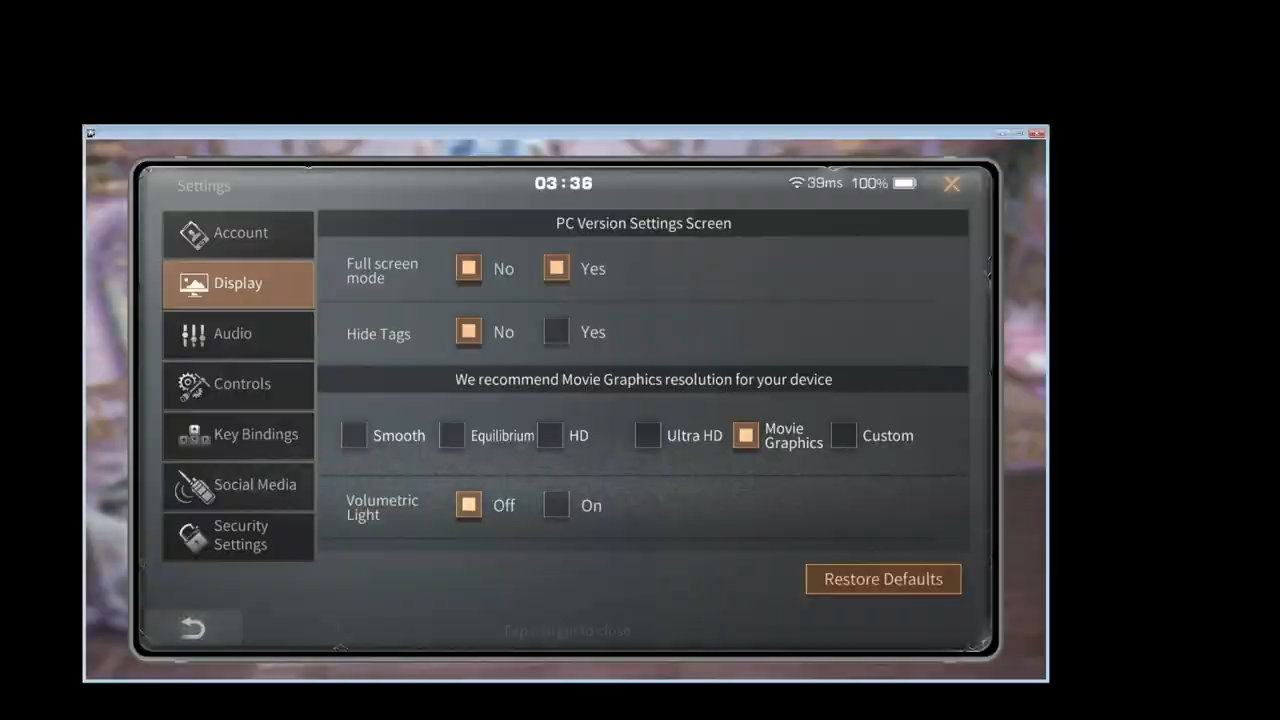 Settings
03:36
39ms 100%
Account
Display
Audio
Controls
Key Bindings
Social Media
Security
Settings
PC Version Settings Screen
Full screen
mode
No
Yes
Hide Tags
No
Yes
We recommend Movie Graphics resolution for your device
Smooth
Equilibrium
HD
Ultra HD
Movie
Graphics
Custom
Volumetric
Light
Off
On
Restore Defaults
to close